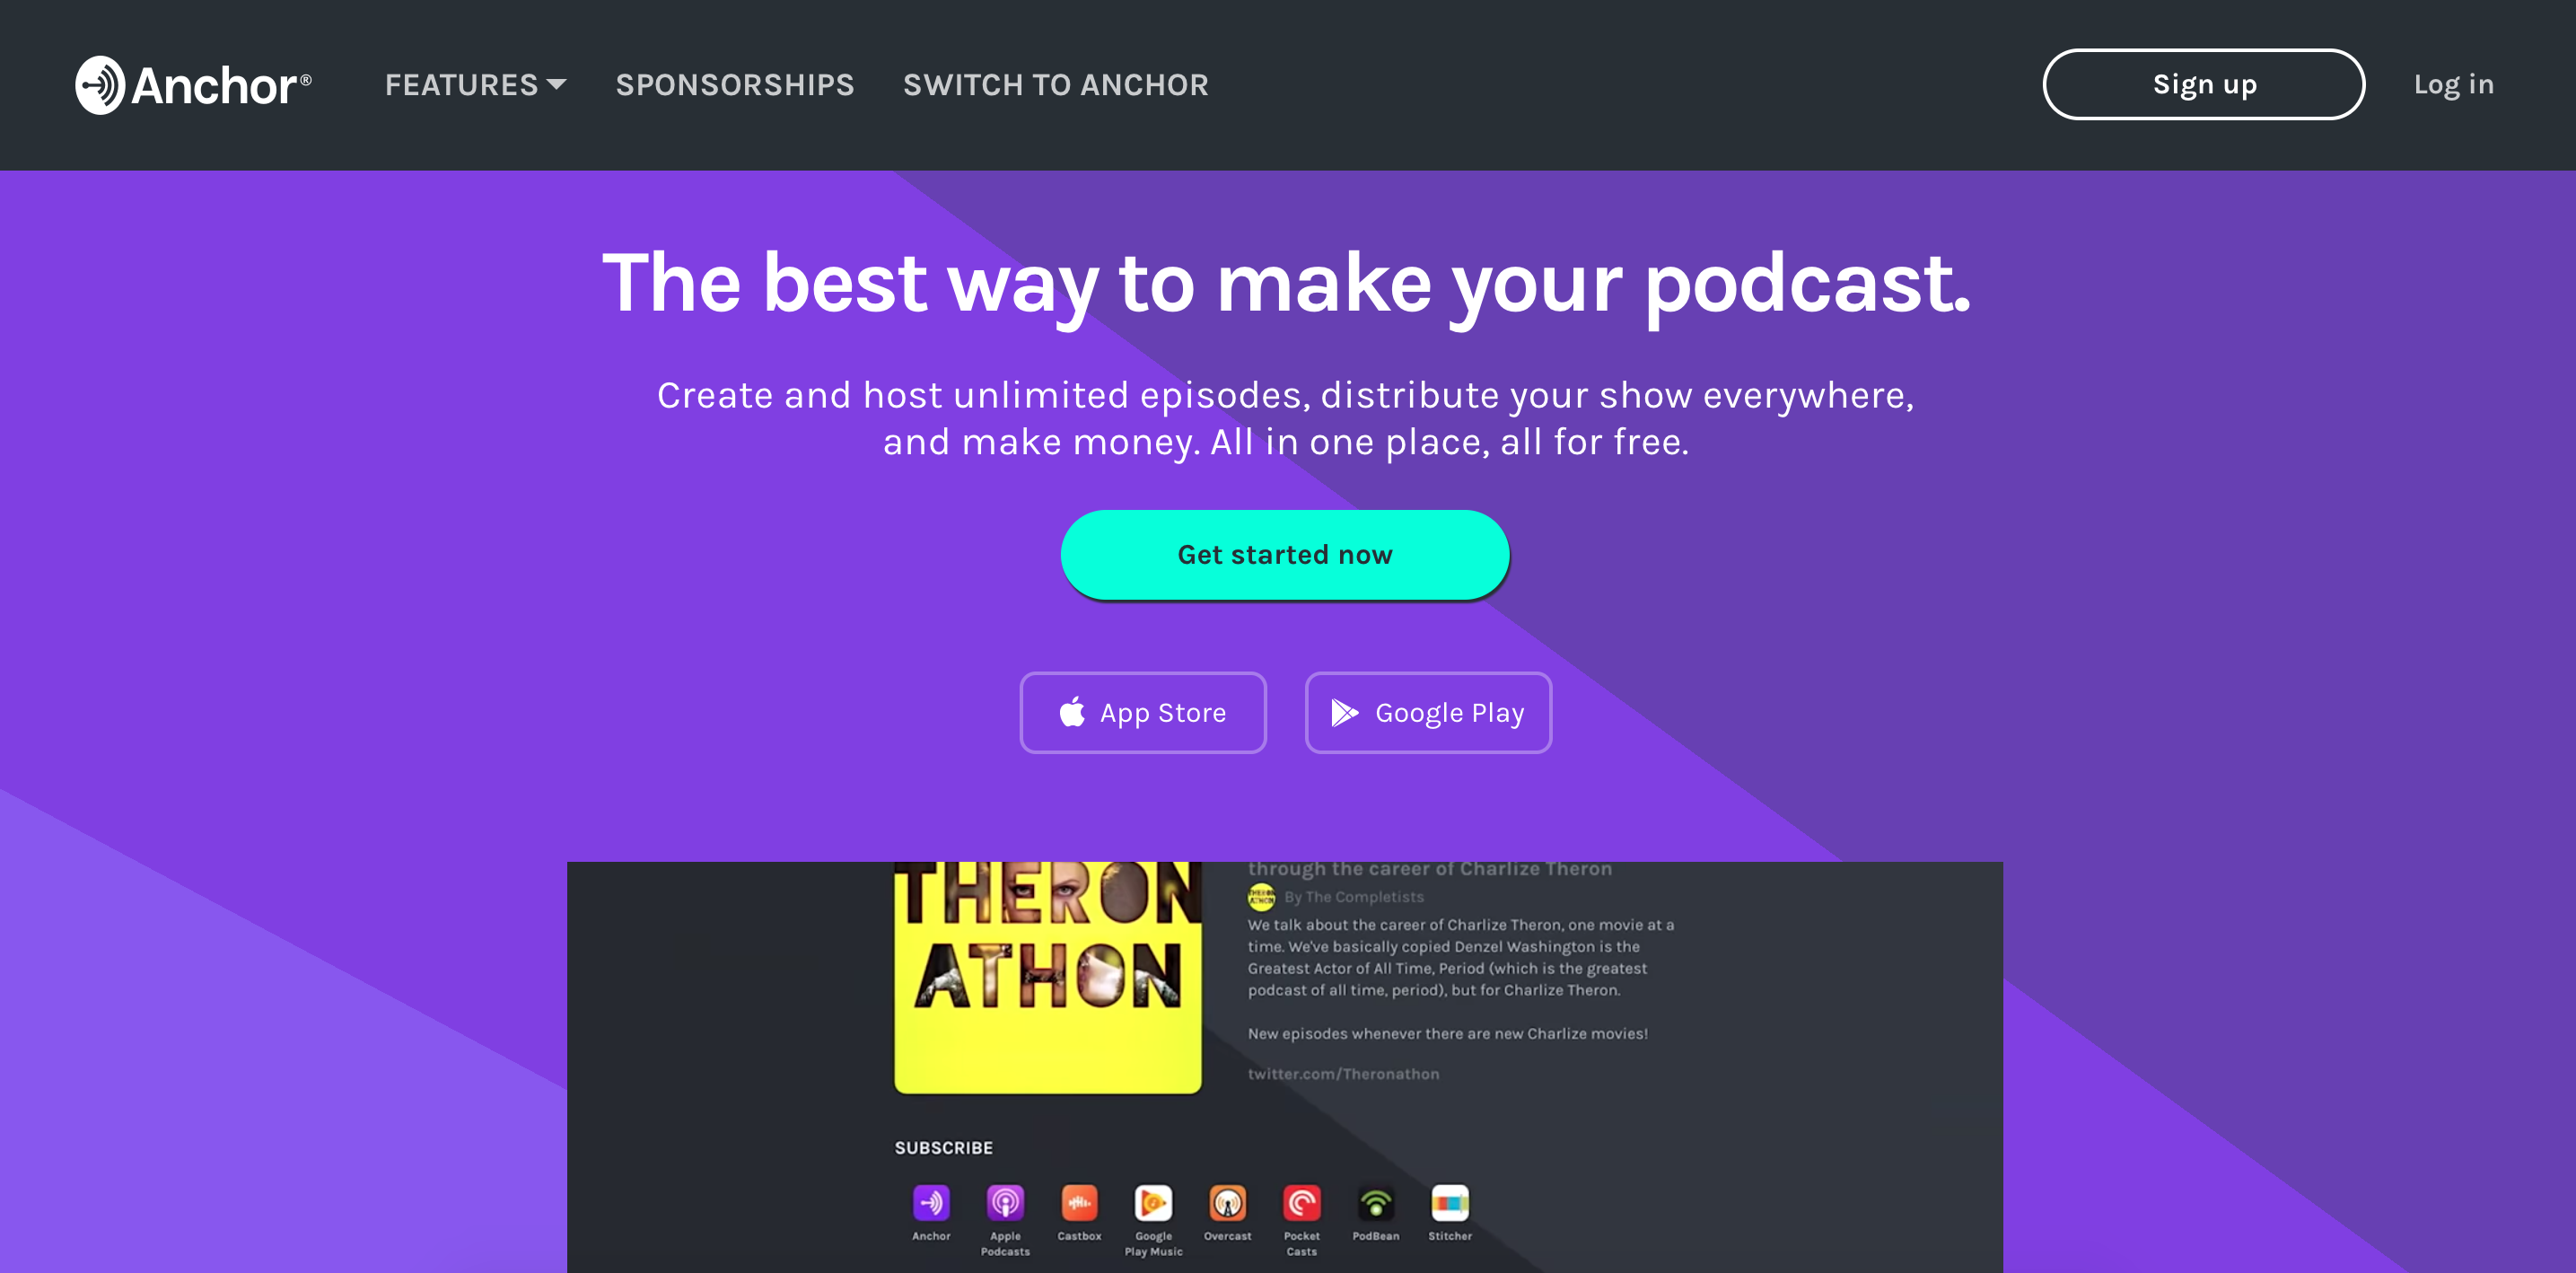 Anchor®
FEATURES
SPONSORSHIPS
SWITCH TO ANCHOR
Sign up
Log in
The best way to make your podcast.
Create and host unlimited episodes, distribute your show everywhere,
and make money. All in one place, all for free.
Get started now
App Store
Google Play
THERON
ATHON
through the career of Charlize Theron
THERON
ATHON
By The Completists
We talk about the career of Charlize Theron, one movie at a
time. We've basically copied Denzel Washington is the
Greatest Actor of All Time, Period (which is the greatest
podcast of all time, period), but for Charlize Theron.
New episodes whenever there are new Charlize movies!
twitter.com/Theronathon
SUBSCRIBE
Anchor
Apple
Podcasts
Castbox
Google
Play Music
Overcast
Pocket
Casts
PodBean
Stitcher